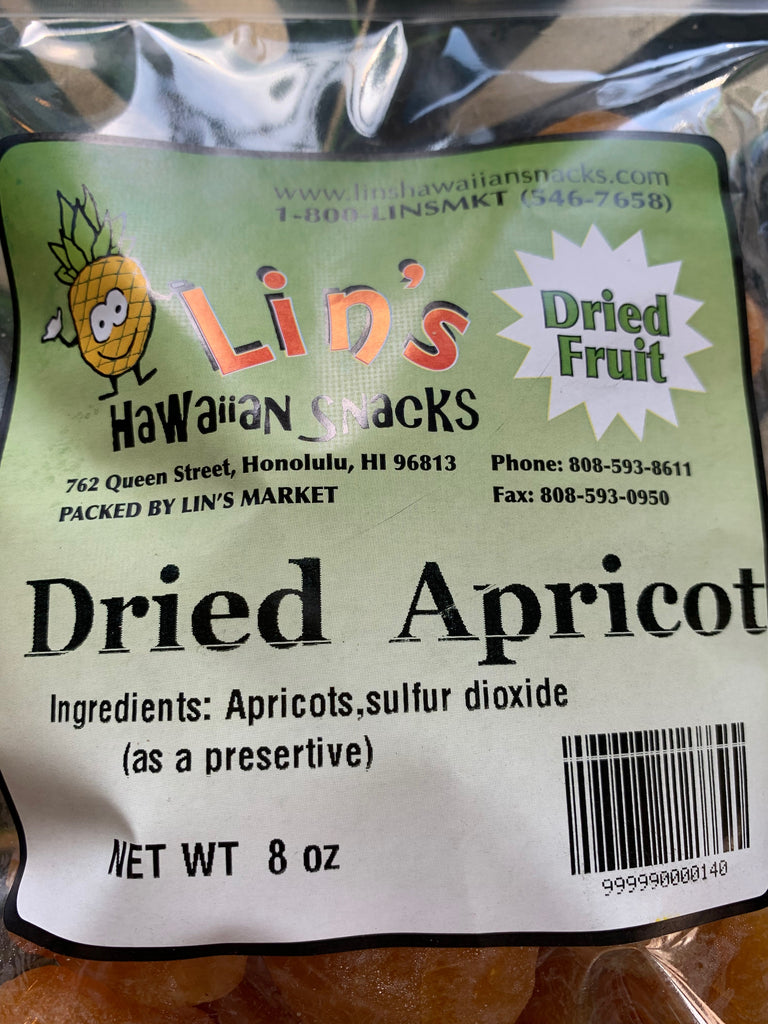 www.linshawaiiansnacks.com
1-800-LINSMKT (546-7658)
Lin's
HaWaiiaN SNacKS
Dried
Fruit
762 Queen Street, Honolulu, HI 96813
PACKED BY LIN'S MARKET
Phone: 808-593-8611
Fax: 808-593-0950
Dried Apricot
Ingredients: Apricots,sulfur dioxide
(as a presertive)
NET WT 8 oz
999990000140